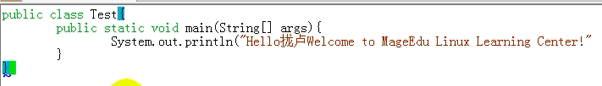 public class Test{
public static void main(String[] args){
System.out.println("Hello拢卢Welcome to MageEdu Linux Learning Center!"
}
}